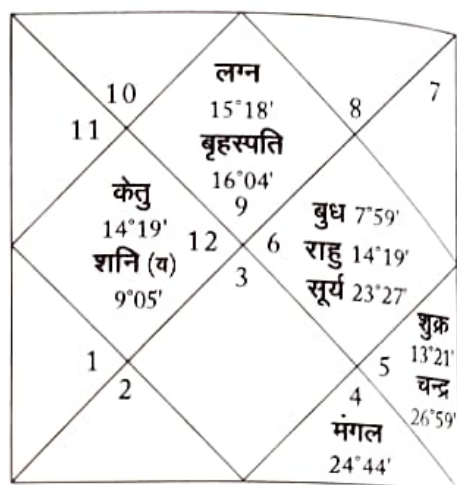 10
लग्न
15°18'
बृहस्पति
16°04'
9
8
7
11
केतु
14°19'
शनि (व)
9°05'
12
6
3
बुध 7°59'
राहु 14°19'
सूर्य 23°27'
शुक्र
13°21'
5
चन्द्र
26°59'
1
2
4
मंगल
24°44'